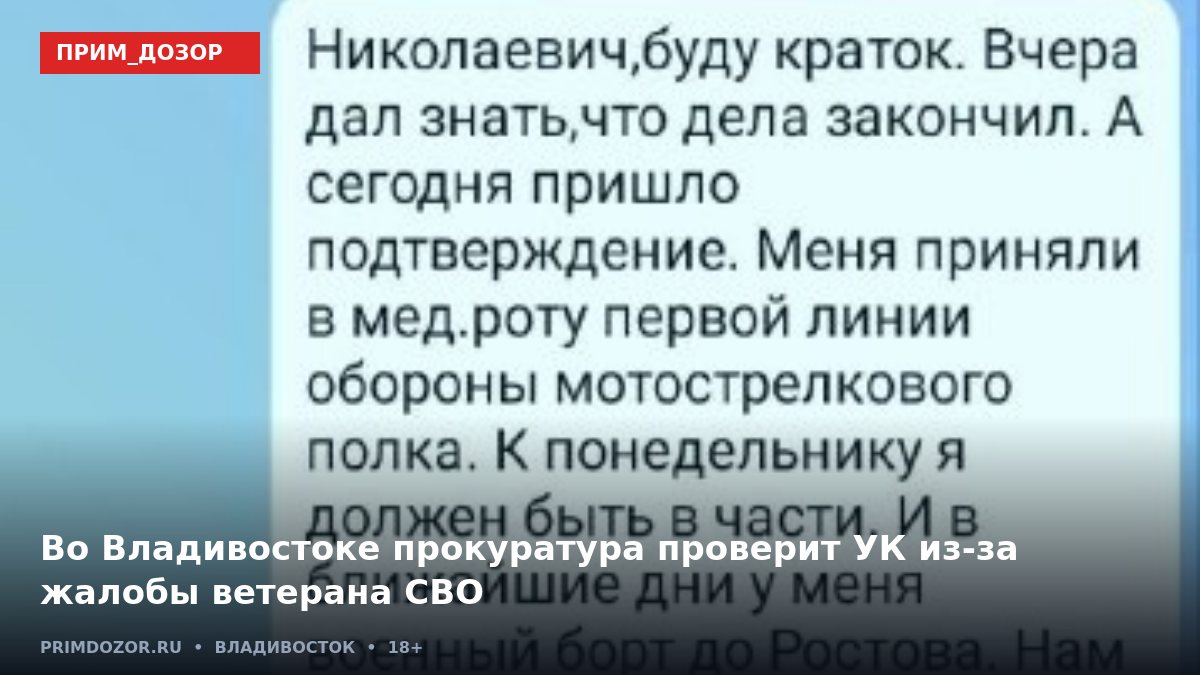 ПРИМ_ДОЗОР
Николаевич,буду краток. Вчера
дал знать,что дела закончил. А
сегодня пришло
подтверждение. Меня приняли
в мед.роту первой линии
обороны мотострелкового
полка. К понедельнику я
должен быть в части. И в
ближайшие дни у меня
военный борт до Ростова. Нам
Во Владивостоке прокуратура проверит УК из-за
жалобы ветерана СВО
PRIMDOZOR.RU • ВЛАДИВОСТОК • 18+